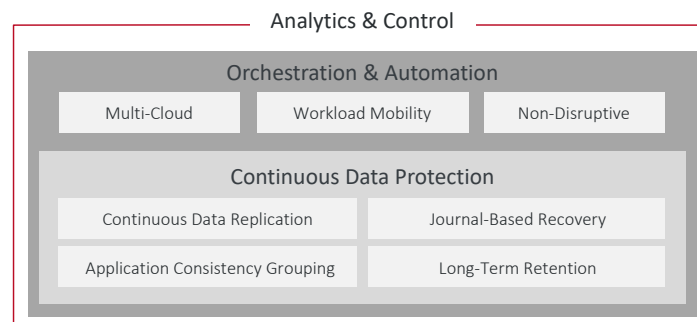 Analytics & Control
Orchestration & Automation
Multi-Cloud
Workload Mobility
Non-Disruptive
Continuous Data Protection
Continuous Data Replication
Journal-Based Recovery
Application Consistency Grouping
Long-Term Retention